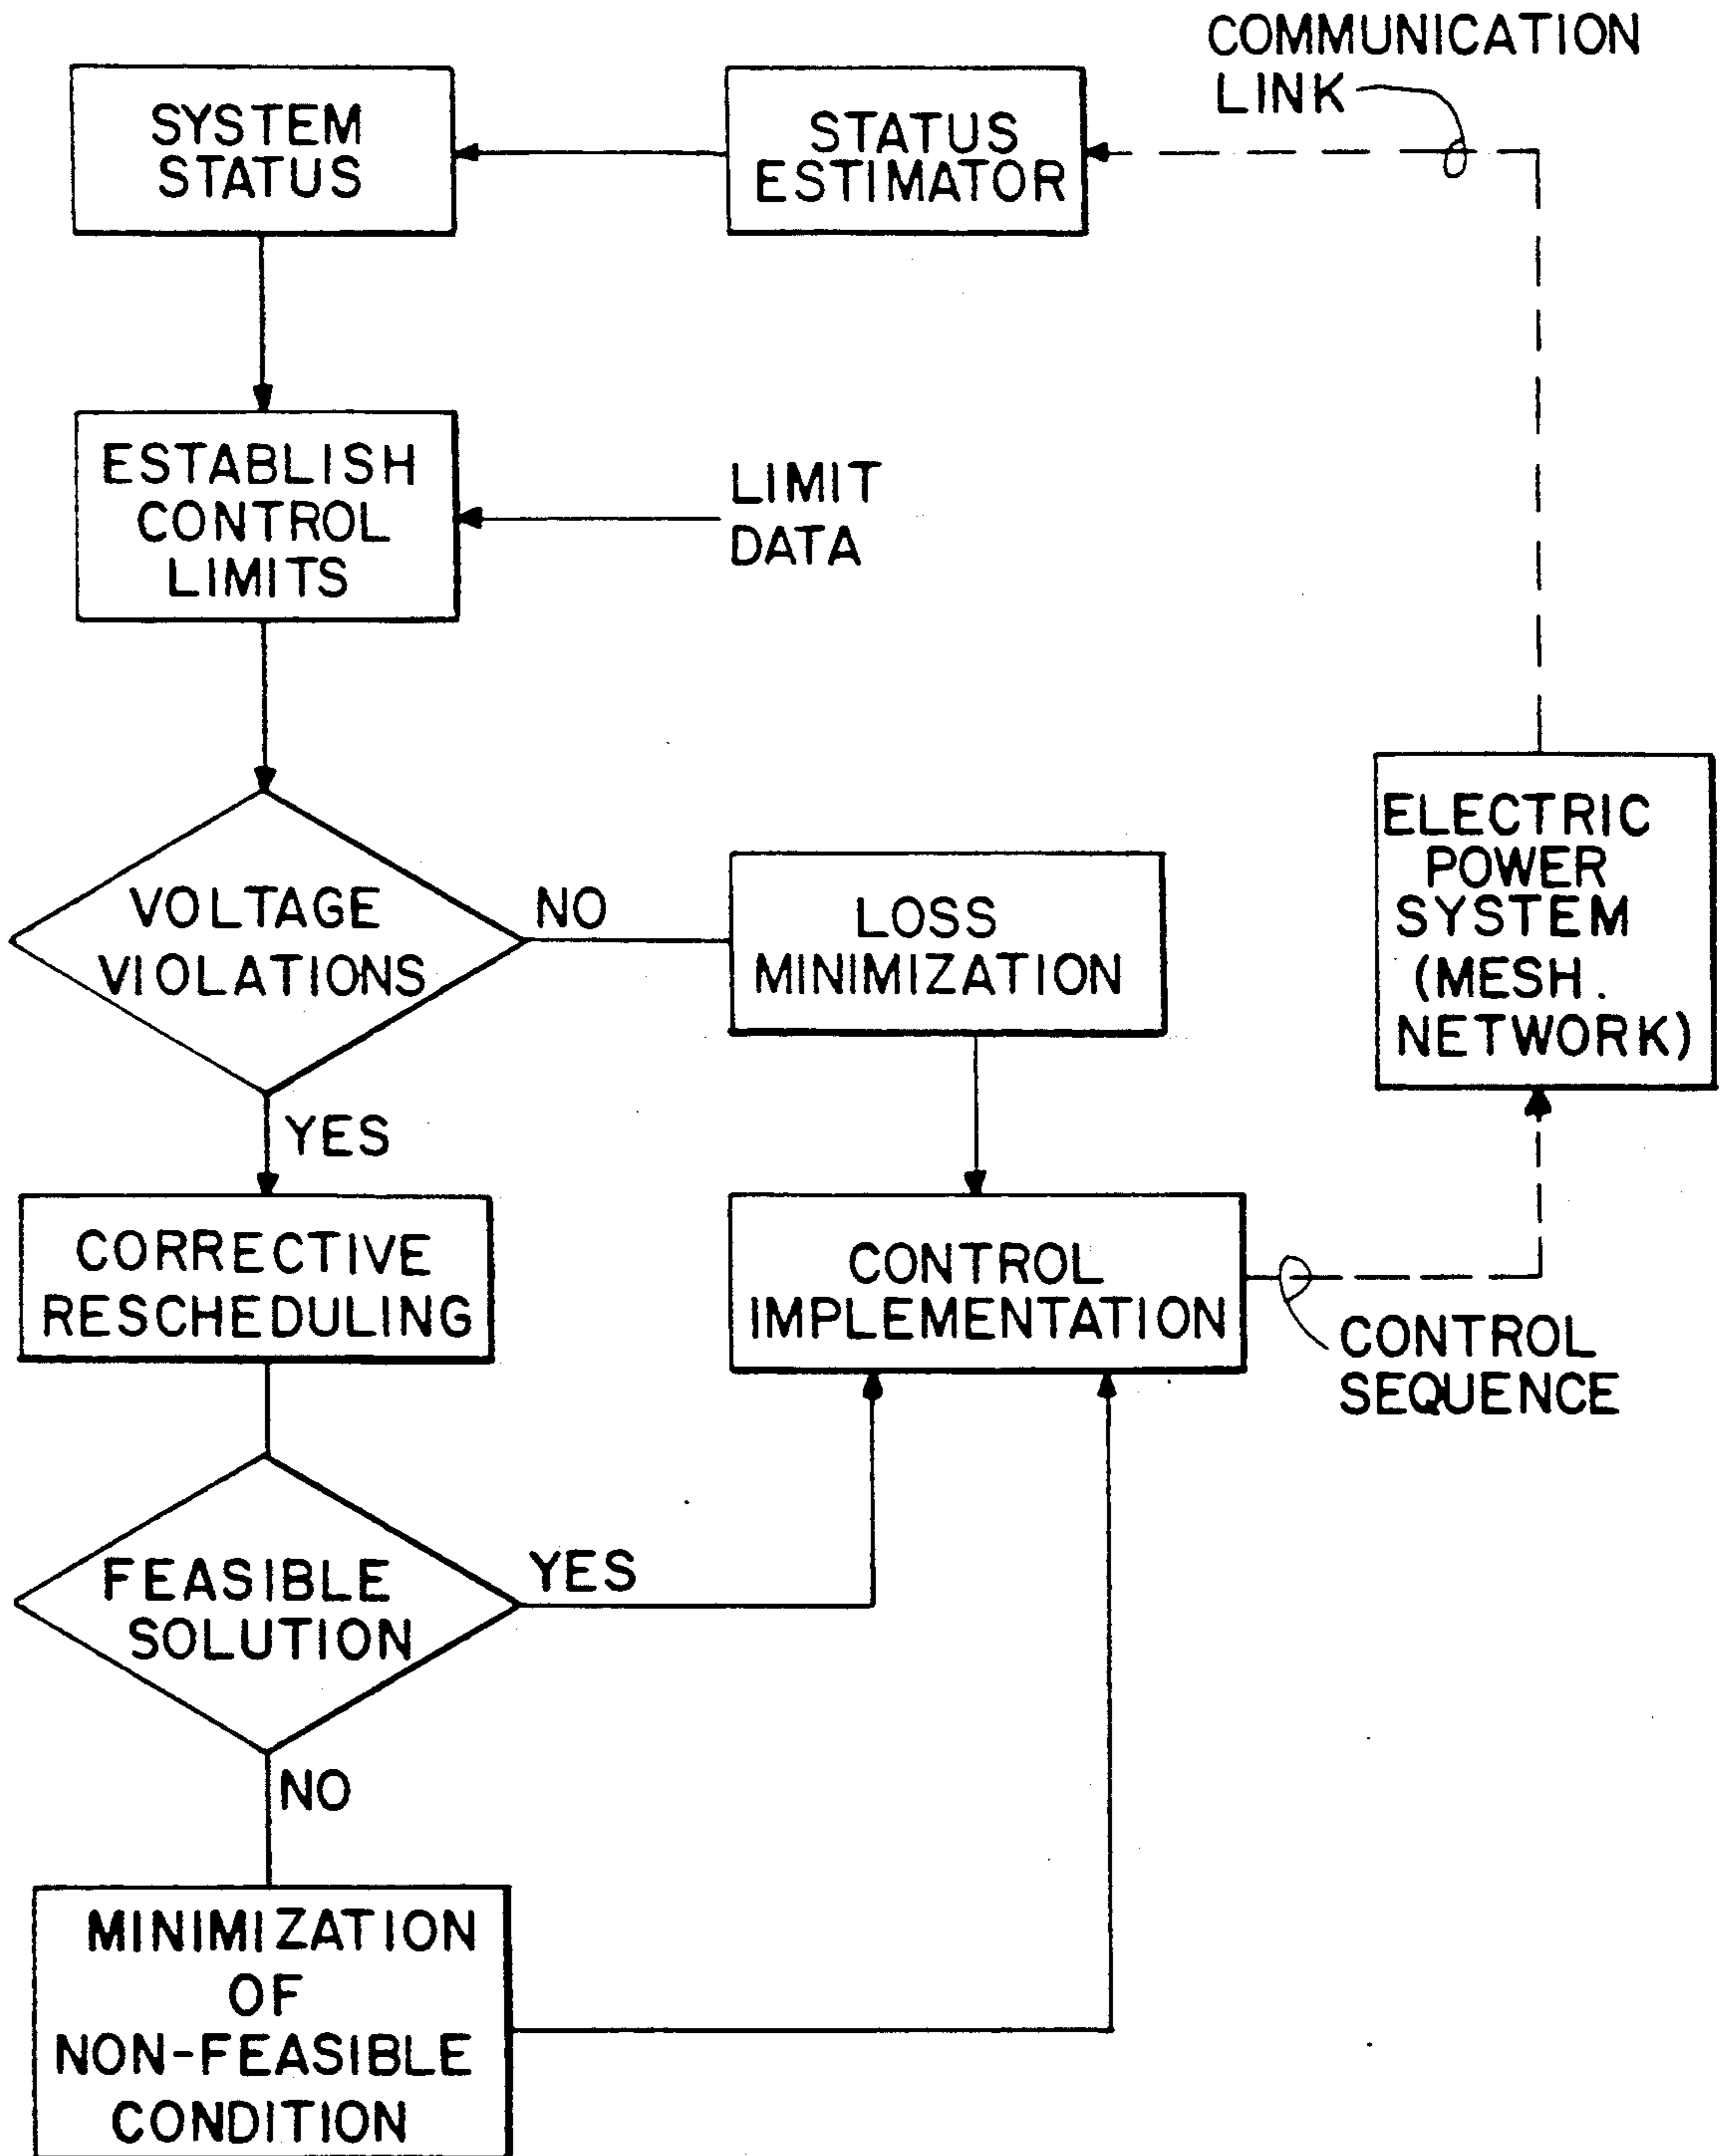 COMMUNICATION
LINK
SYSTEM
STATUS
STATUS
ESTIMATOR
ESTABLISH
CONTROL
LIMITS
LIMIT
DATA
ELECTRIC
POWER
SYSTEM
(MESH.
NETWORK)
VOLTAGE
VIOLATIONS
NO
LOSS
MINIMIZATION
YES
CORRECTIVE
RESCHEDULING
CONTROL
IMPLEMENTATION
CONTROL
SEQUENCE
FEASIBLE
SOLUTION
YES
NO
MINIMIZATION
OF
NON-FEASIBLE
CONDITION